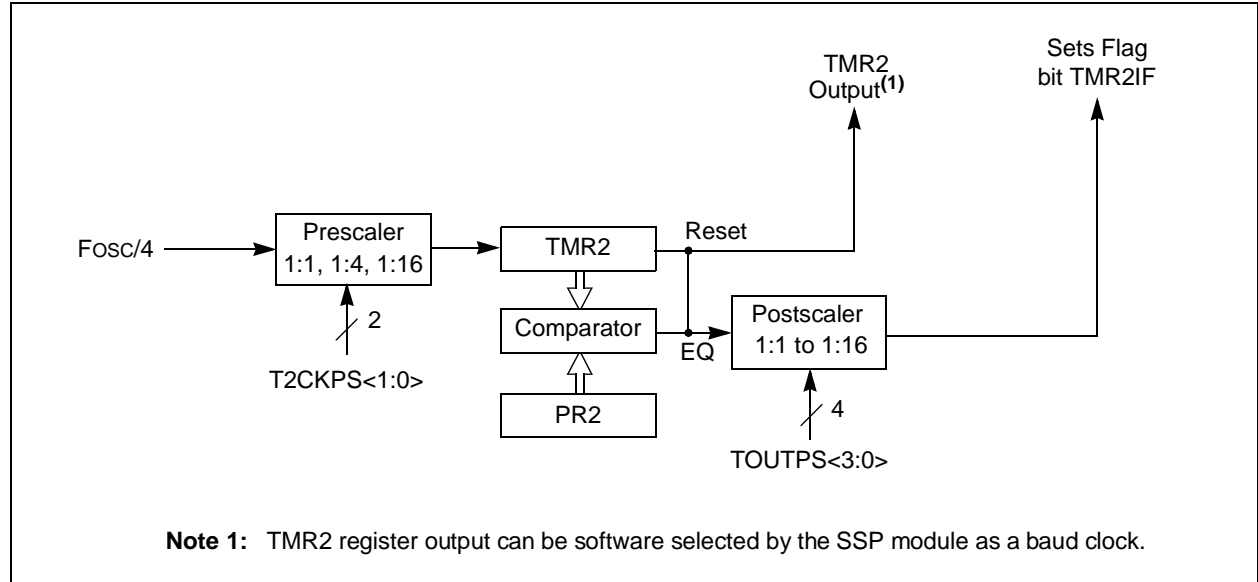 TMR2
Output(1)
Sets Flag
bit TMR2IF
FOSC/4
Prescaler
1:1, 1:4, 1:16
2
T2CKPS<1:0>
TMR2
Reset
Comparator
EQ
PR2
Postscaler
1:1 to 1:16
4
TOUTPS<3:0>
Note 1: TMR2 register output can be software selected by the SSP module as a baud clock.